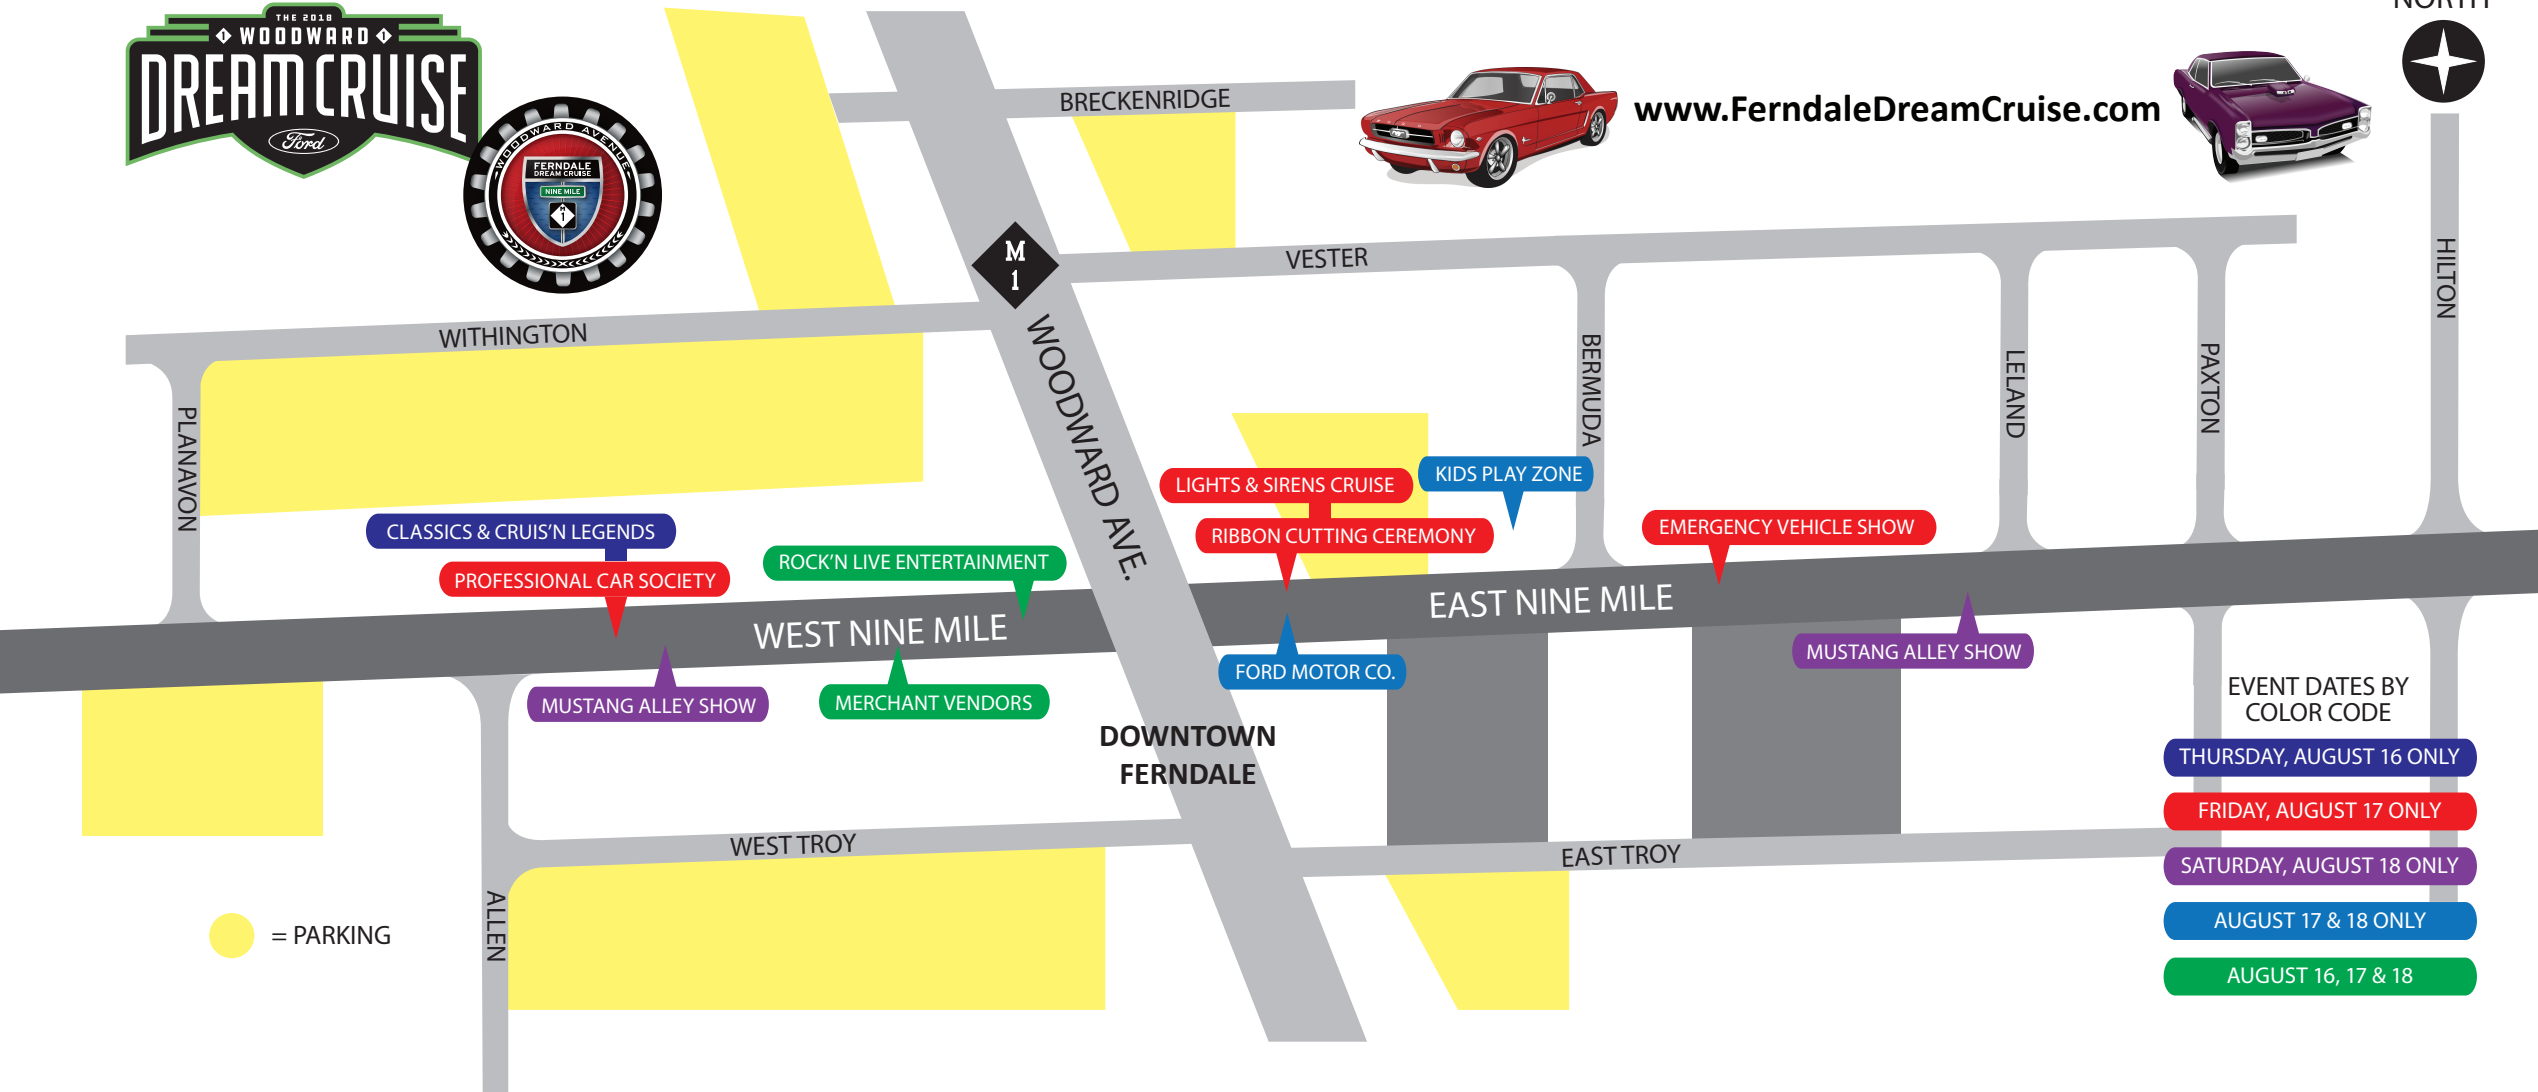 THE 2018
WOODWARD
DREAM CRUISE
Ford
WOODWARD AVENUE
FERNDALE
DREAM CRUISE
NINE MILE
M
1
NORTH
www.FerndaleDreamCruise.com
BRECKENRIDGE
M
1
VESTER
HILTON
WITHINGTON
WOODWARD AVE.
BERMUDA
LELAND
PAXTON
PLANAVON
LIGHTS & SIRENS CRUISE
KIDS PLAY ZONE
CLASSICS & CRUIS'N LEGENDS
RIBBON CUTTING CEREMONY
EMERGENCY VEHICLE SHOW
ROCK'N LIVE ENTERTAINMENT
PROFESSIONAL CAR SOCIETY
EAST NINE MILE
WEST NINE MILE
MUSTANG ALLEY SHOW
FORD MOTOR CO.
MUSTANG ALLEY SHOW
MERCHANT VENDORS
DOWNTOWN
FERNDALE
EVENT DATES BY
COLOR CODE
THURSDAY, AUGUST 16 ONLY
FRIDAY, AUGUST 17 ONLY
SATURDAY, AUGUST 18 ONLY
AUGUST 17 & 18 ONLY
AUGUST 16, 17 & 18
WEST TROY
EAST TROY
ALLEN
= PARKING